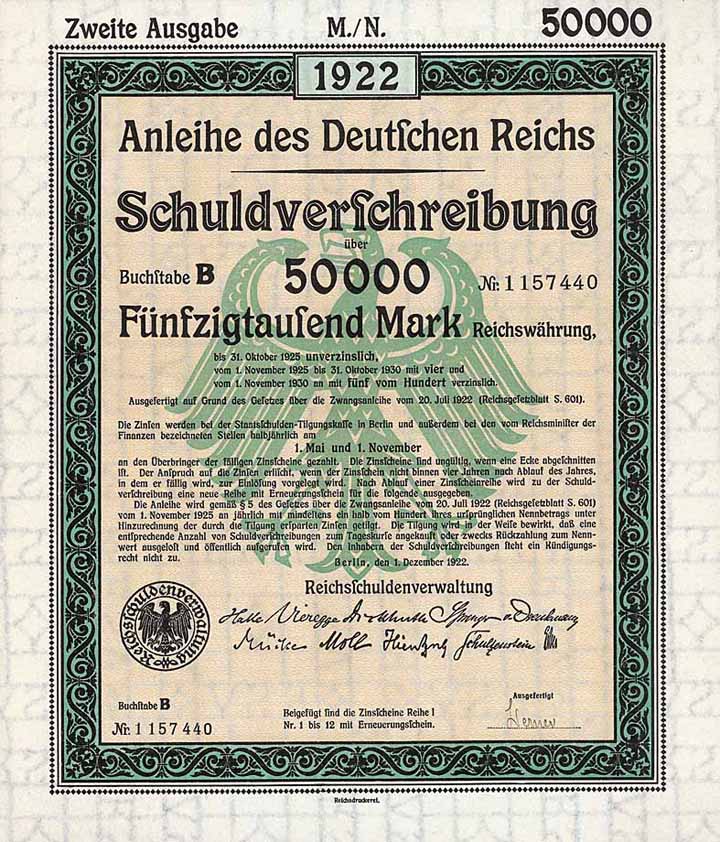 Zweite Ausgabe M./N. 50000
1922
Anleihe des Deutſchen Reichs
Schuldverſchreibung
über
Buchſtabe B 50000 Nr. 1157440
Fünfzigtauſend Mark Reichswährung,
bis 31. Oktober 1925 unverzinslich,
vom 1. November 1925 bis 31. Oktober 1930 mit vier und
vom 1. November 1930 an mit fünf vom Hundert verzinslich.
Ausgefertigt auf Grund des Geſetzes über die Zwangsanleihe vom 20. Juli 1922 (Reichsgeſetzblatt S. 601).
Die Zinſen werden bei der Staatsſchulden-Tilgungskaſſe in Berlin und außerdem bei den vom Reichsminiſter der
Finanzen bezeichneten Stellen halbjährlich am
1. Mai und 1. November
an den Überbringer der fälligen Zinsſcheine gezahlt. Die Zinsſcheine ſind ungültig, wenn eine Ecke abgeſchnitten
iſt. Der Anſpruch auf die Zinſen erliſcht, wenn der Zinsſchein nicht binnen vier Jahren nach Ablauf des Jahres,
in dem er fällig wird, zur Einlöſung vorgelegt wird. Nach Ablauf einer Zinsſcheinreihe wird zu der Schuld-
verſchreibung eine neue Reihe mit Erneuerungsſchein für die folgende ausgegeben.
Die Anleihe wird gemäß § 5 des Geſetzes über die Zwangsanleihe vom 20. Juli 1922 (Reichsgeſetzblatt S. 601)
vom 1. November 1925 an jährlich mit mindeſtens ein halb vom Hundert ihres urſprünglichen Nennbetrags unter
Hinzurechnung der durch die Tilgung erſparten Zinſen getilgt. Die Tilgung wird in der Weiſe bewirkt, daß eine
entſprechende Anzahl von Schuldverſchreibungen zum Tageskurſe angekauft oder zwecks Rückzahlung zum Nenn-
wert ausgeloſt und öffentlich aufgerufen wird. Den Inhabern der Schuldverſchreibungen ſteht ein Kündigungs-
recht nicht zu. Berlin, den 1. Dezember 1922.
Reichsſchuldenverwaltung
Reichsſchuldenverwaltung
Halle Vieregge Springer
Mücke Moll Schultzenstein
Buchſtabe B
Nr. 1157440
Beigefügt ſind die Zinsſcheine Reihe I
Nr. 1 bis 12 mit Erneuerungsſchein.
Ausgefertigt
Reichsdruckerei.